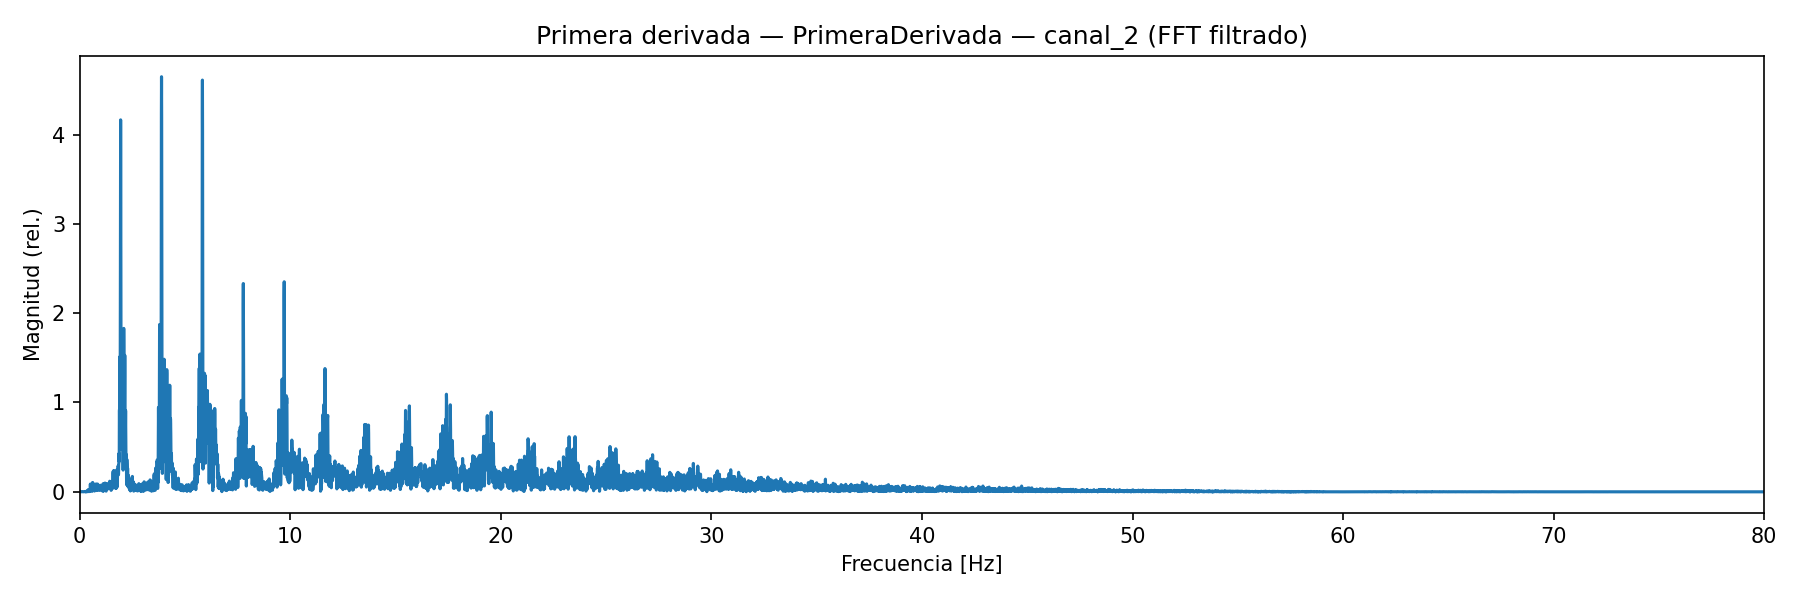 Primera derivada — PrimeraDerivada — canal_2 (FFT filtrado)
Magnitud (rel.)
4
3
2
1
0
0 10 20 30 40 50 60 70 80
Frecuencia [Hz]